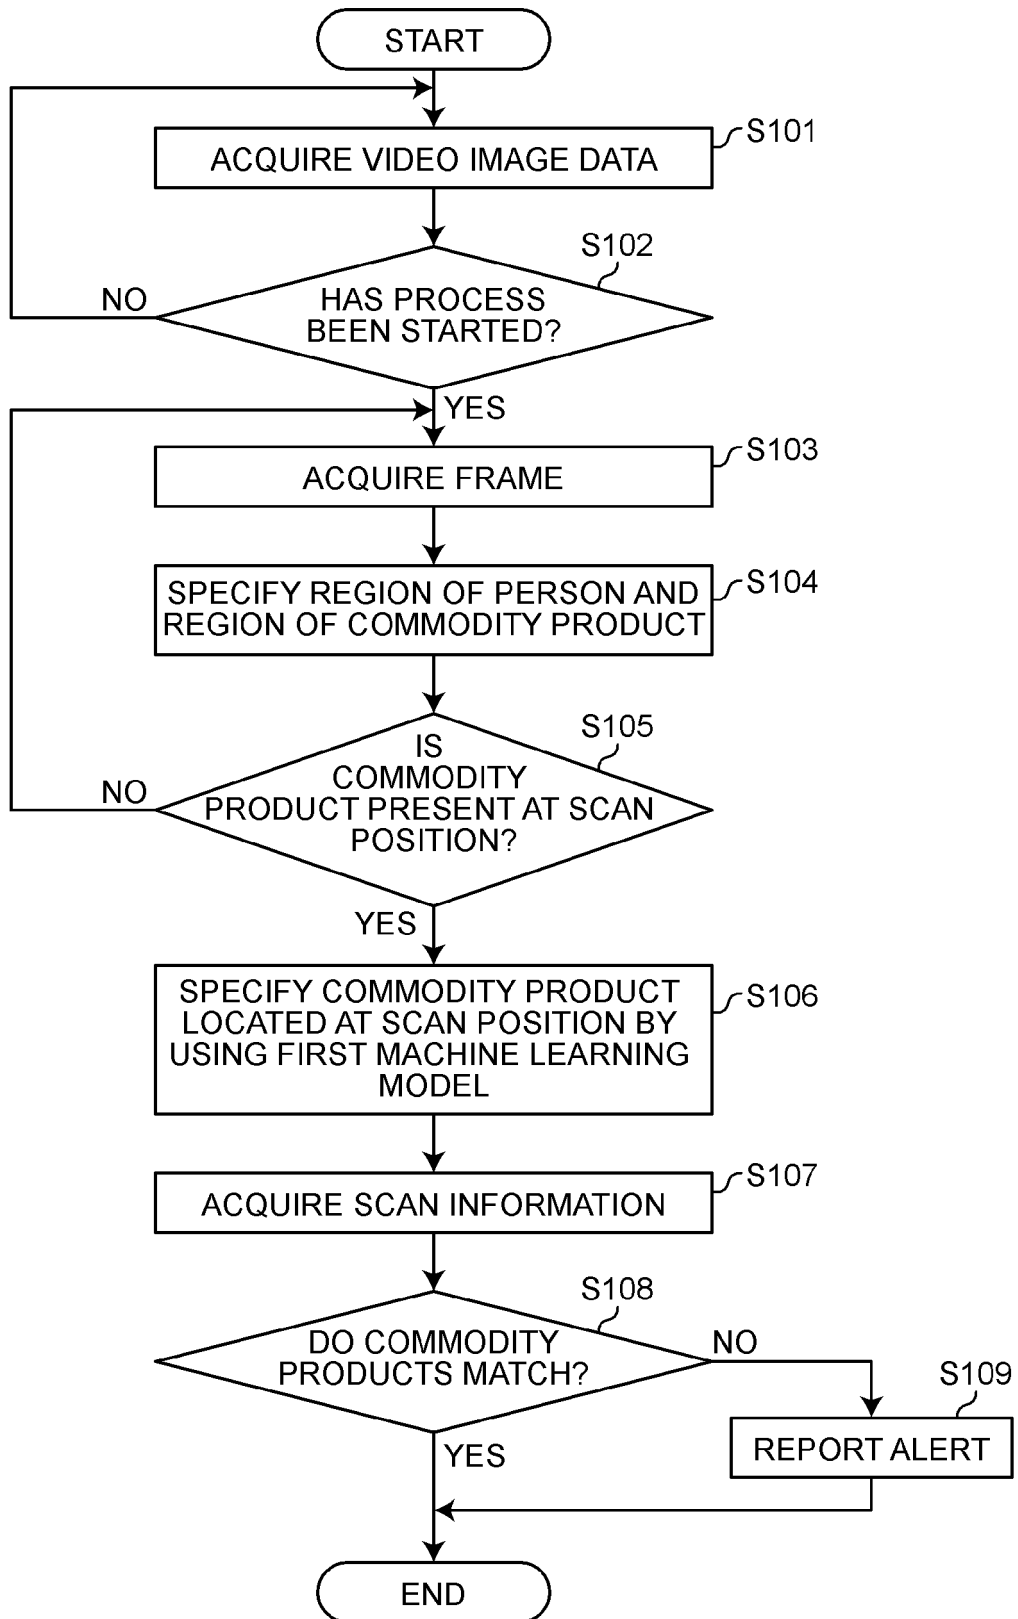 START
S101
ACQUIRE VIDEO IMAGE DATA
S102
HAS PROCESS
BEEN STARTED?
NO
YES
S103
ACQUIRE FRAME
S104
SPECIFY REGION OF PERSON AND
REGION OF COMMODITY PRODUCT
S105
IS
COMMODITY
PRODUCT PRESENT AT SCAN
POSITION?
NO
YES
S106
SPECIFY COMMODITY PRODUCT
LOCATED AT SCAN POSITION BY
USING FIRST MACHINE LEARNING
MODEL
S107
ACQUIRE SCAN INFORMATION
S108
DO COMMODITY
PRODUCTS MATCH?
NO
S109
REPORT ALERT
YES
END